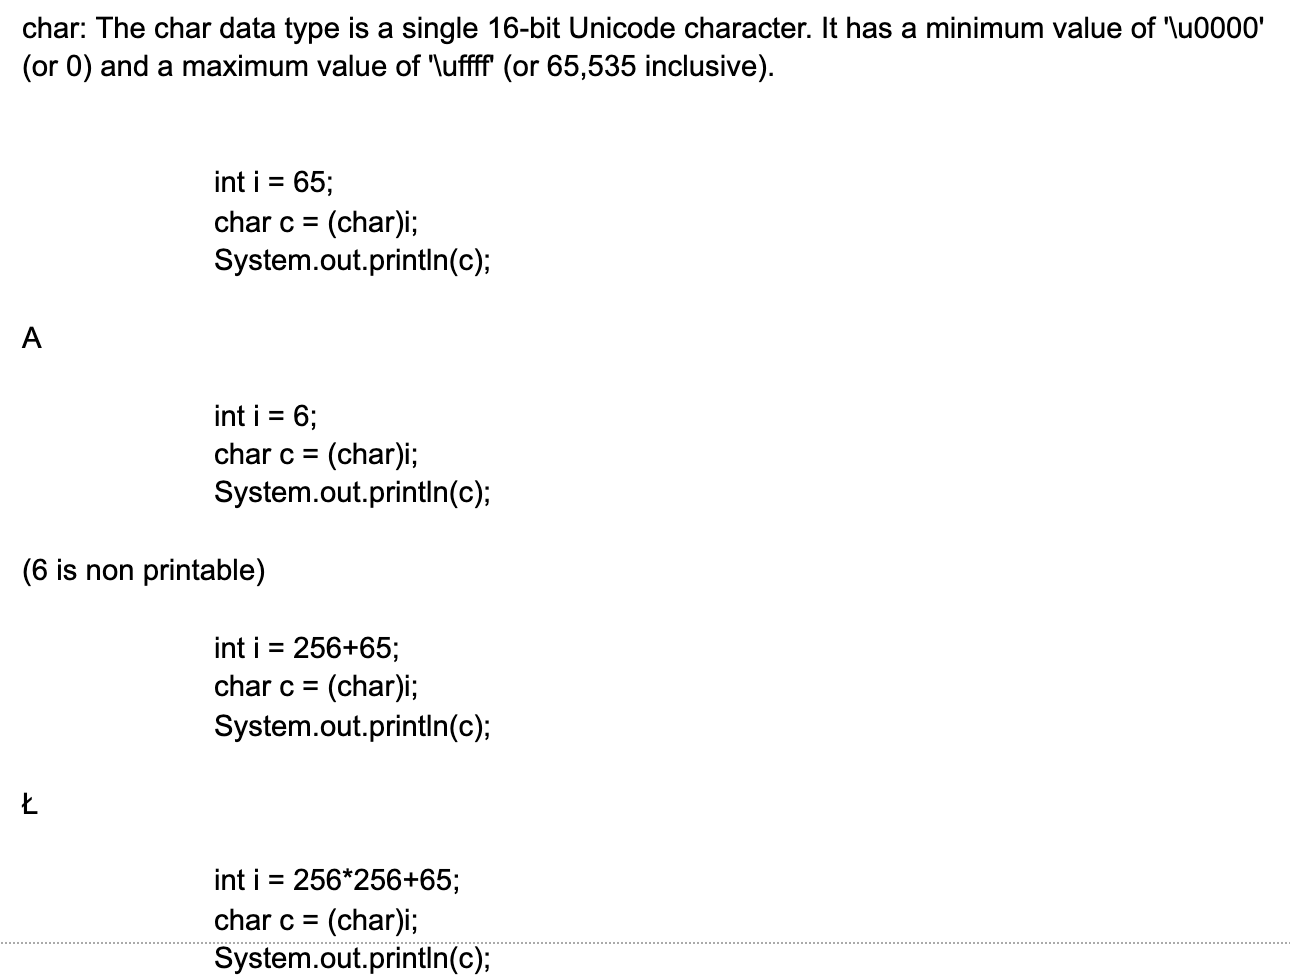 char: The char data type is a single 16-bit Unicode character. It has a minimum value of '\u0000'
(or 0) and a maximum value of '\uffff' (or 65,535 inclusive).
int i = 65;
char c = (char)i;
System.out.println(c);
A
int i = 6;
char c = (char)i;
System.out.println(c);
(6 is non printable)
int i = 256+65;
char c = (char)i;
System.out.println(c);
Ł
int i = 256*256+65;
char c = (char)i;
System.out.println(c);